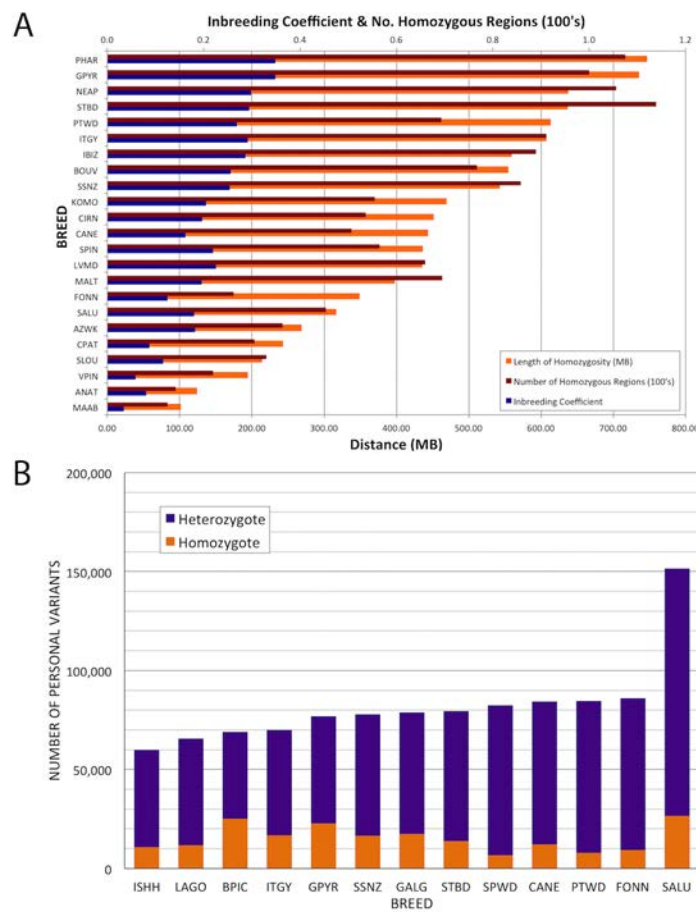 A
Inbreeding Coefficient & No. Homozygous Regions (100's)
0 0.2 0.4 0.6 0.8 1.0 1.2
BREED
PHAR
GPYR
NEAP
STBD
PTWD
ITGY
IBIZ
BOUV
SSNZ
KOMO
CIRN
CANE
SPIN
LVMD
MALT
FONN
SALU
AZWK
CPAT
SLOU
VPIN
ANAT
MAAB
Length of Homozygosity (MB)
Number of Homozygous Regions (100's)
Inbreeding Coefficient
0.00 100.00 200.00 300.00 400.00 500.00 600.00 700.00 800.00
Distance (MB)
B
NUMBER OF PERSONAL VARIANTS
200,000
150,000
100,000
50,000
0
Heterozygote
Homozygote
ISHH LAGO BPIC ITGY GPYR SSNZ GALG STBD SPWD CANE PTWD FONN SALU
BREED